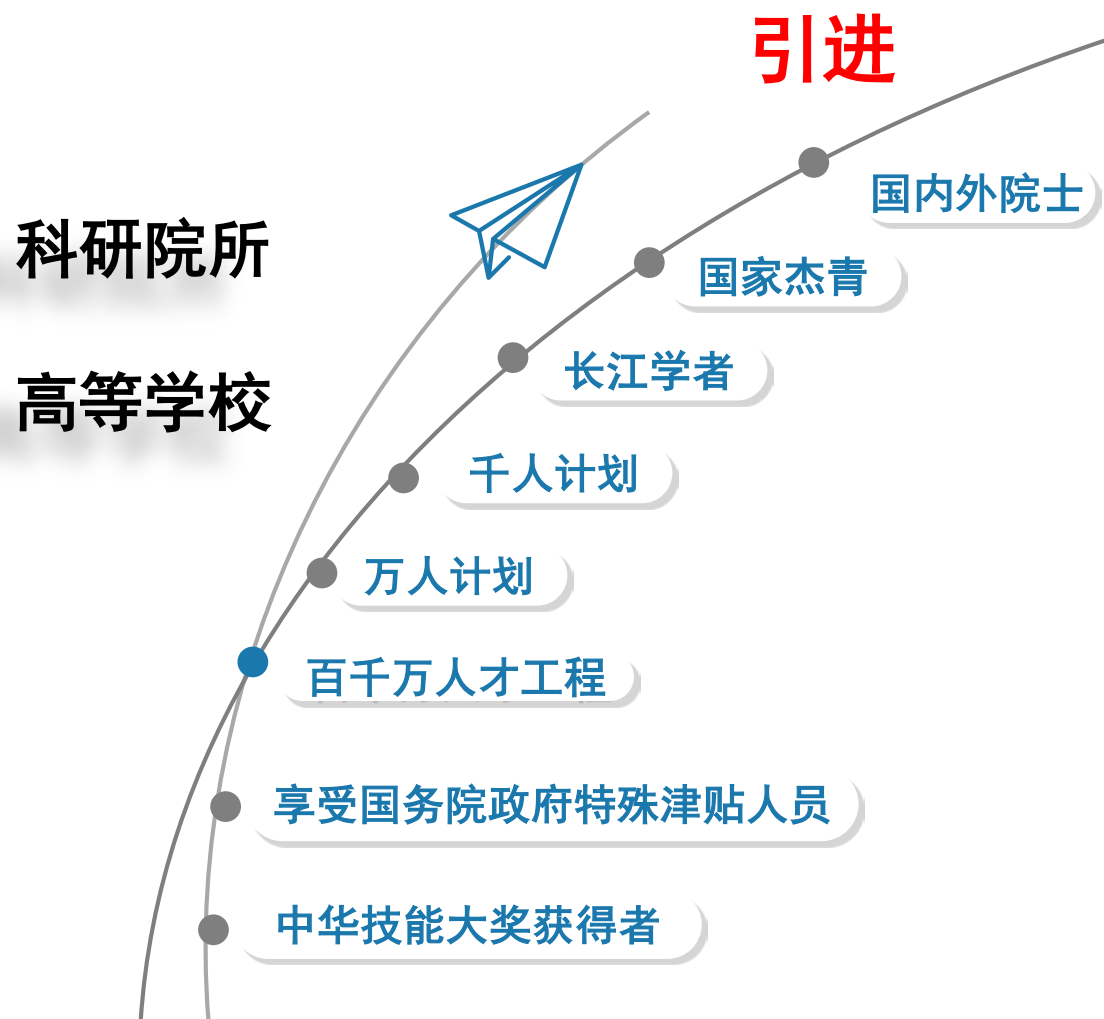 引进
国内外院士
科研院所
国家杰青
长江学者
高等学校
千人计划
万人计划
百千万人才工程
享受国务院政府特殊津贴人员
中华技能大奖获得者